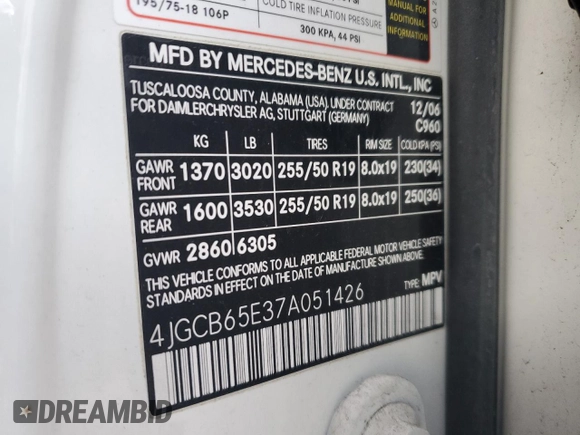 195/75-18 106P
COLD TIRE INFLATION PRESSURE
300 KPA, 44 PSI
MANUAL FOR
ADDITIONAL
INFORMATION
MFD BY MERCEDES-BENZ U.S. INTL., INC
TUSCALOOSA COUNTY, ALABAMA (USA), UNDER CONTRACT
FOR DAIMLERCHRYSLER AG, STUTTGART (GERMANY)
12/06
C960
KG LB TIRES RIM SIZE COLD KPA (PSI)
GAWR FRONT 1370 3020 255/50 R19 8.0x19 230(34)
GAWR REAR 1600 3530 255/50 R19 8.0x19 250(36)
GVWR 2860 6305
THIS VEHICLE CONFORMS TO ALL APPLICABLE FEDERAL MOTOR VEHICLE SAFETY
STANDARDS IN EFFECT ON THE DATE OF MANUFACTURE SHOWN ABOVE.
TYPE: MPV
4JGCB65E37A051426
DREAMBID